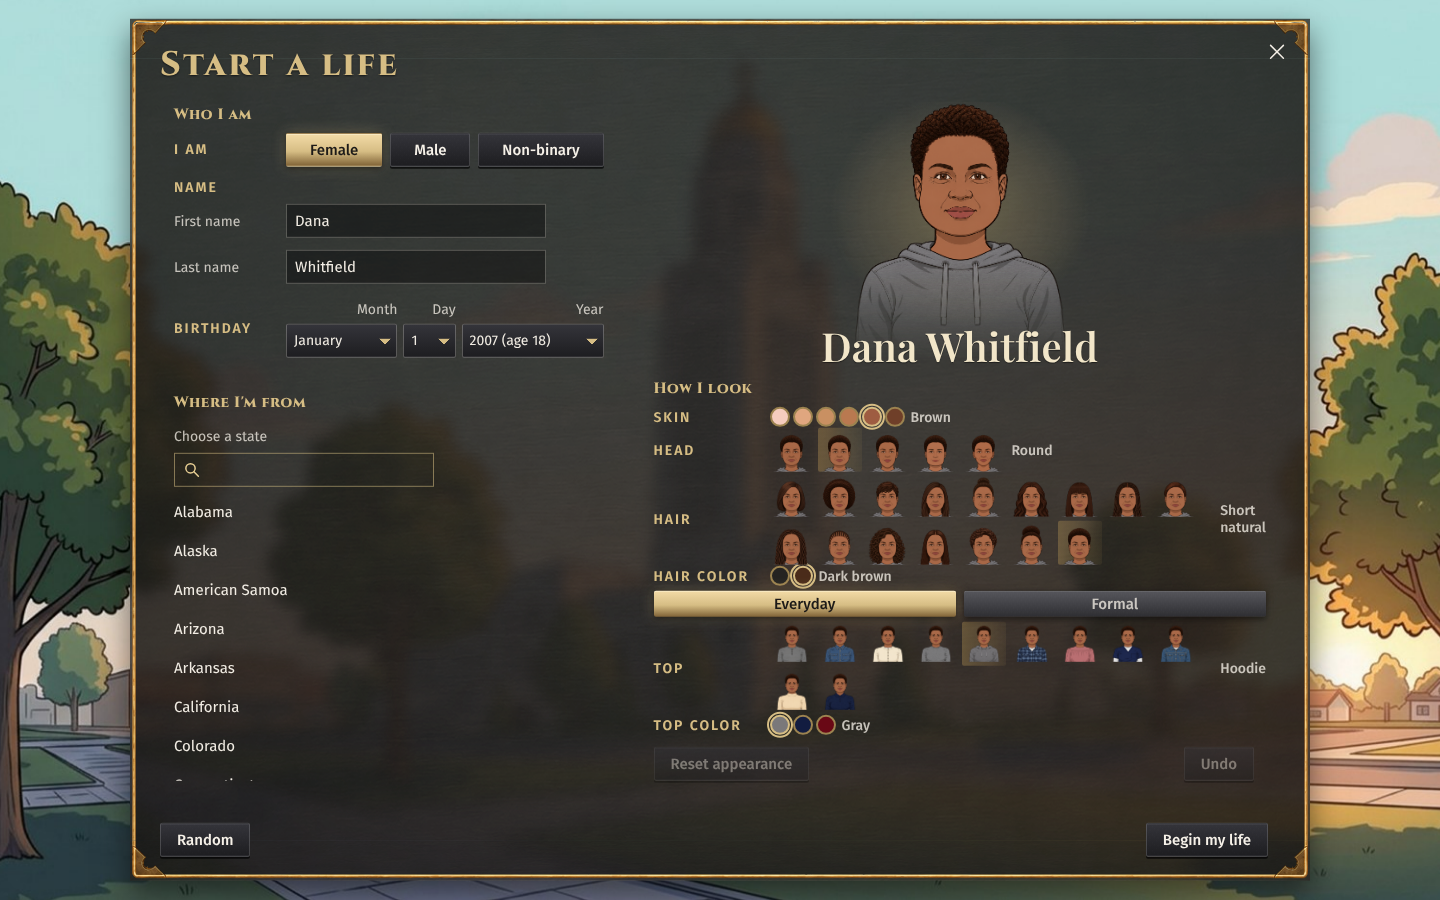 START A LIFE
WHO I AM
I AM
Female
Male
Non-binary
NAME
First name
Dana
Last name
Whitfield
Month
Day
Year
BIRTHDAY
January
1
2007 (age 18)
WHERE I'M FROM
Choose a state
Alabama
Alaska
American Samoa
Arizona
Arkansas
California
Colorado
Random
Dana Whitfield
HOW I LOOK
SKIN
Brown
HEAD
Round
HAIR
Short
natural
HAIR COLOR
Dark brown
Everyday
Formal
TOP
Hoodie
TOP COLOR
Gray
Reset appearance
Undo
Begin my life